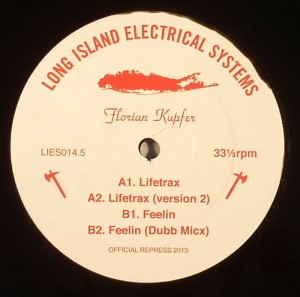 LONG ISLAND ELECTRICAL SYSTEMS
Florian Kupfer
LIES014.5
33⅓rpm
A1. Lifetrax
A2. Lifetrax (version 2)
B1. Feelin
B2. Feelin (Dubb Micx)
OFFICIAL REPRESS 2013